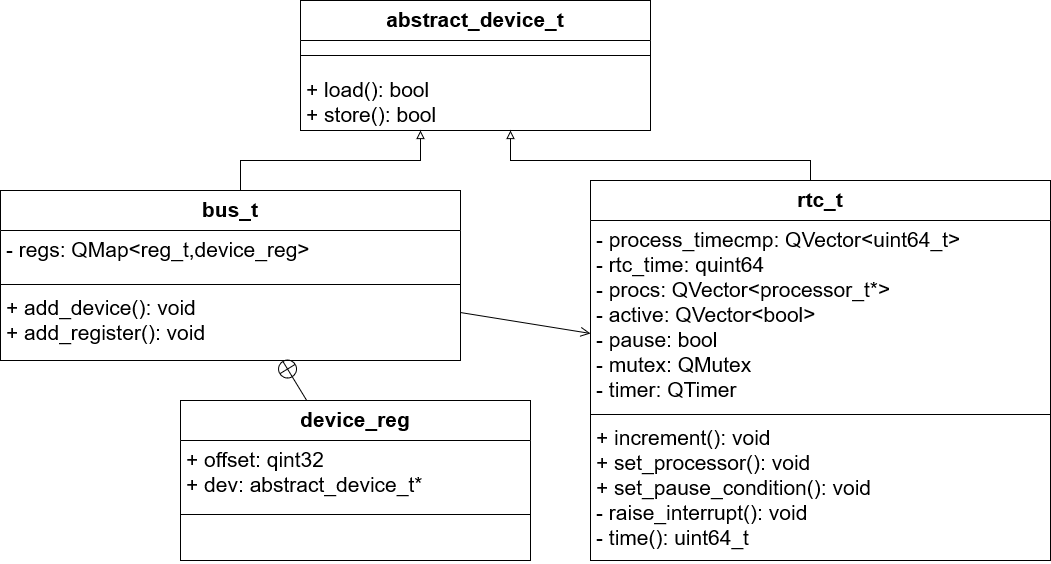 abstract_device_t
+ load(): bool
+ store(): bool
bus_t
- regs: QMap<reg_t,device_reg>
+ add_device(): void
+ add_register(): void
rtc_t
- process_timecmp: QVector<uint64_t>
- rtc_time: quint64
- procs: QVector<processor_t*>
- active: QVector<bool>
- pause: bool
- mutex: QMutex
- timer: QTimer
+ increment(): void
+ set_processor(): void
+ set_pause_condition(): void
- raise_interrupt(): void
- time(): uint64_t
device_reg
+ offset: qint32
+ dev: abstract_device_t*